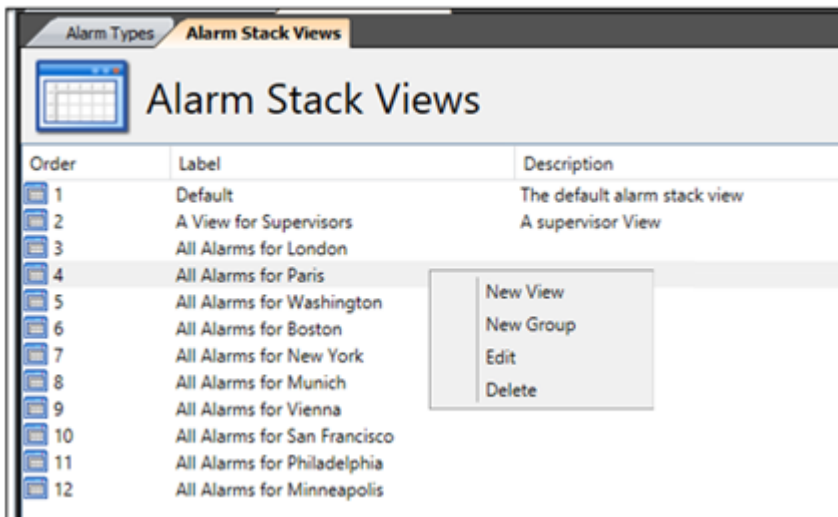 Alarm Types Alarm Stack Views
Alarm Stack Views
Order Label Description
1 Default The default alarm stack view
2 A View for Supervisors A supervisor View
3 All Alarms for London
4 All Alarms for Paris
5 All Alarms for Washington
6 All Alarms for Boston
7 All Alarms for New York
8 All Alarms for Munich
9 All Alarms for Vienna
10 All Alarms for San Francisco
11 All Alarms for Philadelphia
12 All Alarms for Minneapolis
New View
New Group
Edit
Delete